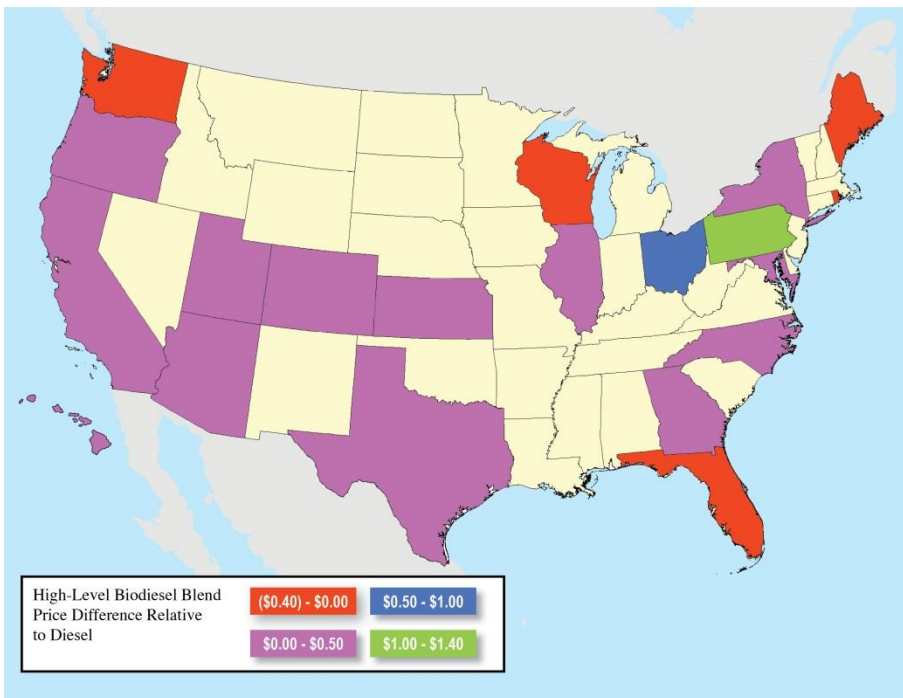 High-Level Biodiesel Blend
Price Difference Relative
to Diesel
($0.40) - $0.00
$0.50 - $1.00
$0.00 - $0.50
$1.00 - $1.40